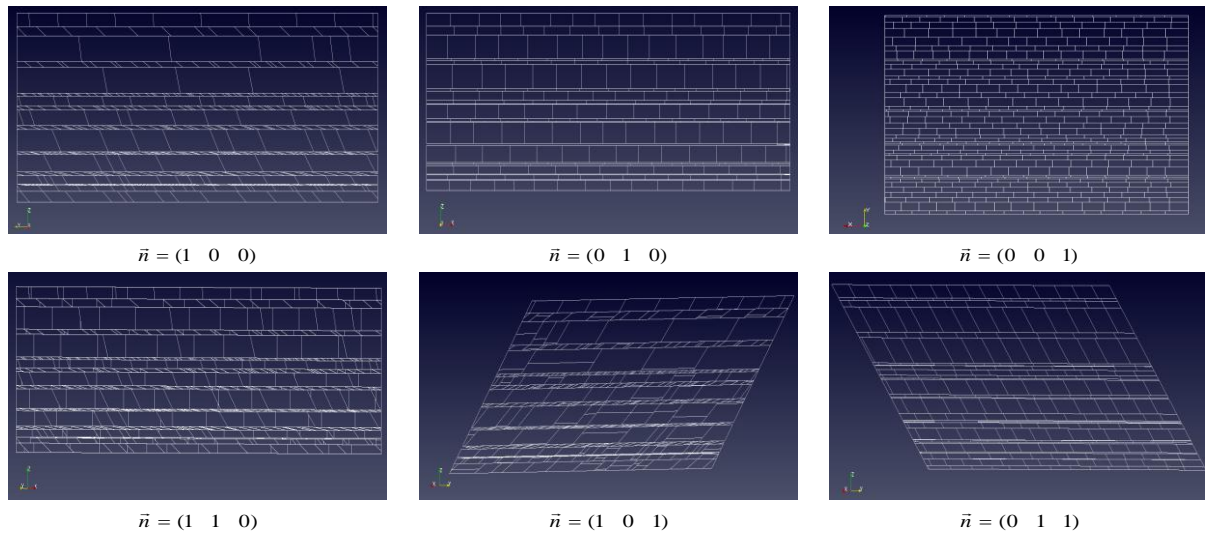 n⃗ = (1 0 0)
n⃗ = (0 1 0)
n⃗ = (0 0 1)
n⃗ = (1 1 0)
n⃗ = (1 0 1)
n⃗ = (0 1 1)